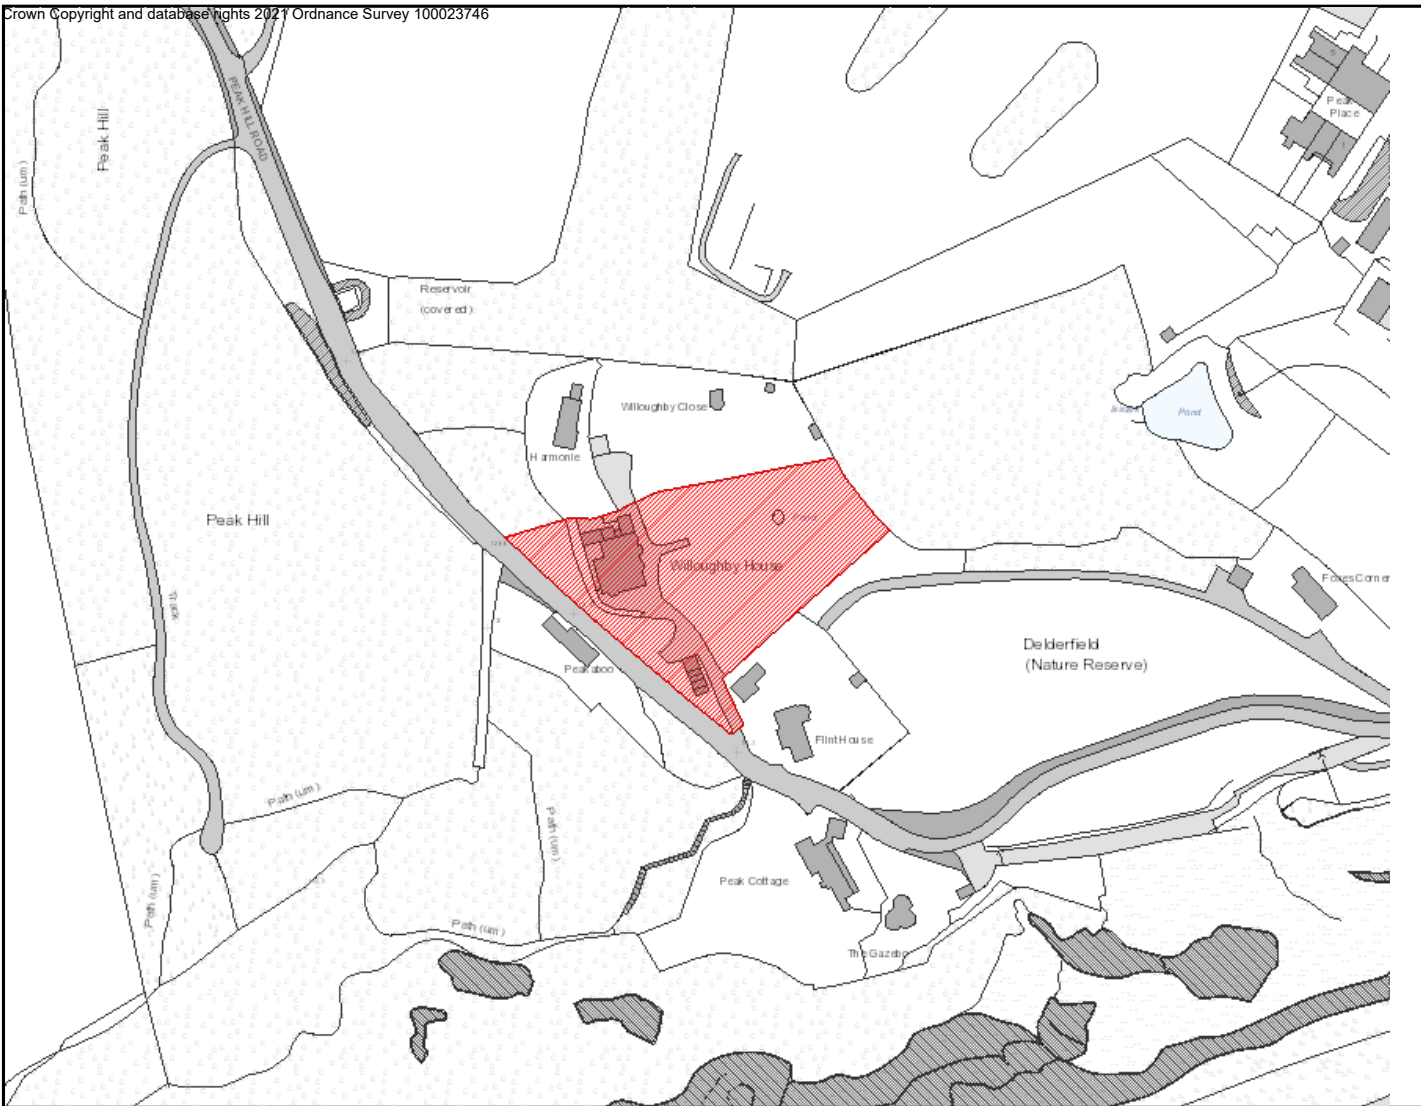 Crown Copyright and database rights 2021 Ordnance Survey 100023746
PEAK HILL ROAD
Peak Hill
Path (um)
Peak
Place
Reservoir
(covered)
Willoughby Close
Harmonie
Issues
Pond
Peak Hill
Pond
Willoughby House
Foxes Corner
Track
Delderfield
(Nature Reserve)
Peakaboo
Flint House
Path (um)
Path (um)
Peak Cottage
Path (um)
Path (um)
The Gazebo